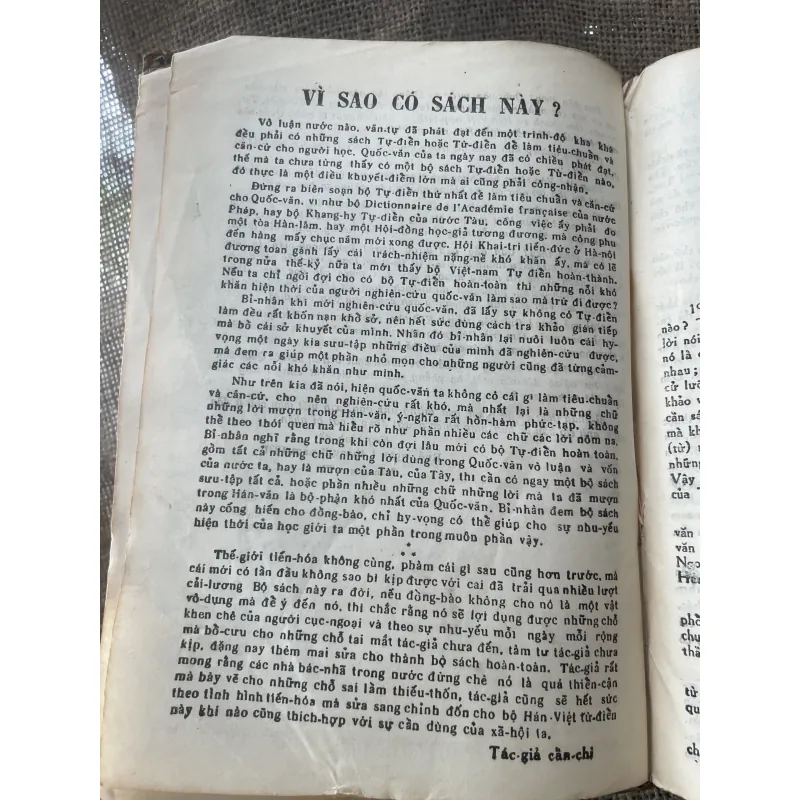 VÌ SAO CÓ SÁCH NÀY ?
Vô luận nước nào, văn-tự đã phát đạt đến một trình-độ kha khá
đều phải có những sách Tự-điển hoặc Từ-điển để làm tiêu-chuẩn và
căn-cứ cho người học. Quốc-văn của ta ngày nay đã có chiều phát đạt,
thế mà ta chưa từng thấy có một bộ sách Tự-điển hoặc Từ-điển nào,
đó thực là một điều khuyết-điểm lớn mà ai cũng phải công-nhận.
Đứng ra biên soạn bộ Tự-điển thứ nhất để làm tiêu chuẩn và căn-cứ
cho Quốc-văn, ví như bộ Dictionnaire de l'Académie française của nước
Pháp, hay bộ Khang-hy Tự-điển của nước Tàu, công việc ấy phải do
một tòa Hàn-lâm, hay một Hội-đồng học-giả tương đương, mà công phu
đến hàng mấy chục năm mới xong được. Hội Khai-trí tiến-đức ở Hà-nội
đương toan gánh lấy cái trách-nhiệm nặng-nề khó khăn ấy, mà có lẽ
trong nửa thế-kỷ nữa ta mới thấy bộ Việt-nam Tự điển hoàn-thành.
Nếu ta chỉ ngồi đợi cho có bộ Tự-điển hoàn-toàn thì những nỗi khó
khăn hiện thời của người nghiên-cứu quốc-văn làm sao mà trừ đi được ?
Bỉ-nhân khi mới nghiên-cứu quốc-văn, đã lấy sự không có Tự-điển
làm đều rất khốn nạn khổ sở, nên hết sức dùng cách tra khảo gián tiếp
mà bổ cái sở khuyết của mình. Nhân đó bỉ-nhân lại nuôi luôn cái hy-
vọng một ngày kia sưu-tập những điều của mình đã nghiên-cứu được,
mà đem ra giúp một phần nhỏ mọn cho những người cũng đã từng cảm-
giác các nỗi khó khăn như mình.
Như trên kia đã nói, hiện quốc-văn ta không có cái gì làm tiêu-chuẩn
và căn-cứ, cho nên nghiên-cứu rất khó, mà nhất lại là những chữ
những lời mượn trong Hán-văn, ý-nghĩa rất hồn-hàm phức-tạp, không
thể theo thói quen mà hiểu rõ như phần nhiều các chữ các lời nôm na.
Bỉ-nhân nghĩ rằng trong khi còn đợi lâu mới có bộ Tự-điển hoàn toàn,
gồm tất cả những chữ những lời dùng trong Quốc-văn vô luận và vốn
của nước ta, hay là mượn của Tàu, của Tây, thì cần có ngay một bộ sách
sưu-tập tất cả, hoặc phần nhiều những chữ những lời mà ta đã mượn
trong Hán-văn là bộ-phận khó nhất của Quốc-văn. Bỉ-nhân đem bộ sách
này cống hiến cho đồng-bào, chỉ hy-vọng có thể giúp cho sự nhu-yếu
hiện thời của học giới ta một phần trong muôn phần vậy.
* * *
Thế-giới tiến-hóa không cùng, phàm cái gì sau cũng hơn trước, mà
cái mới có lần đầu không sao bì kịp được với cái đã trải qua nhiều lượt
cải-lương Bộ sách này ra đời, nếu đồng-bào không cho nó là một vật
vô-dụng mà để ý đến nó, thì chắc rằng nó sẽ lợi dụng được những chỗ
khen chê của người cục-ngoại và theo sự nhu-yếu mỗi ngày mỗi rộng
mà bổ-cứu cho những chỗ tai mắt tác-giả chưa đến, tâm tư tác-giả chưa
kịp, đặng nay thêm mai sửa cho thành bộ sách hoàn-toàn. Tác-giả rất
mong rằng các nhà bác-nhã trong nước đừng chê nó là quá thiển-cận
mà bày vẽ cho những chỗ sai lầm thiếu-thốn, tác-giả cũng sẽ hết sức
theo tình hình tiến-hóa mà sửa sang chỉnh đốn cho bộ Hán-Việt từ-điển
này khi nào cũng thích-hợp với sự cần dùng của xã-hội ta.
Tác-giả cẩn-chí
19
nào ?
lời nói
nó là
nhau ;
cứ lư
khảo v
cần sá
mà kh
(từ)
những
Vậy
của
văn
văn
Ngo
phồ
chụ
thầ
từ
qu
ch